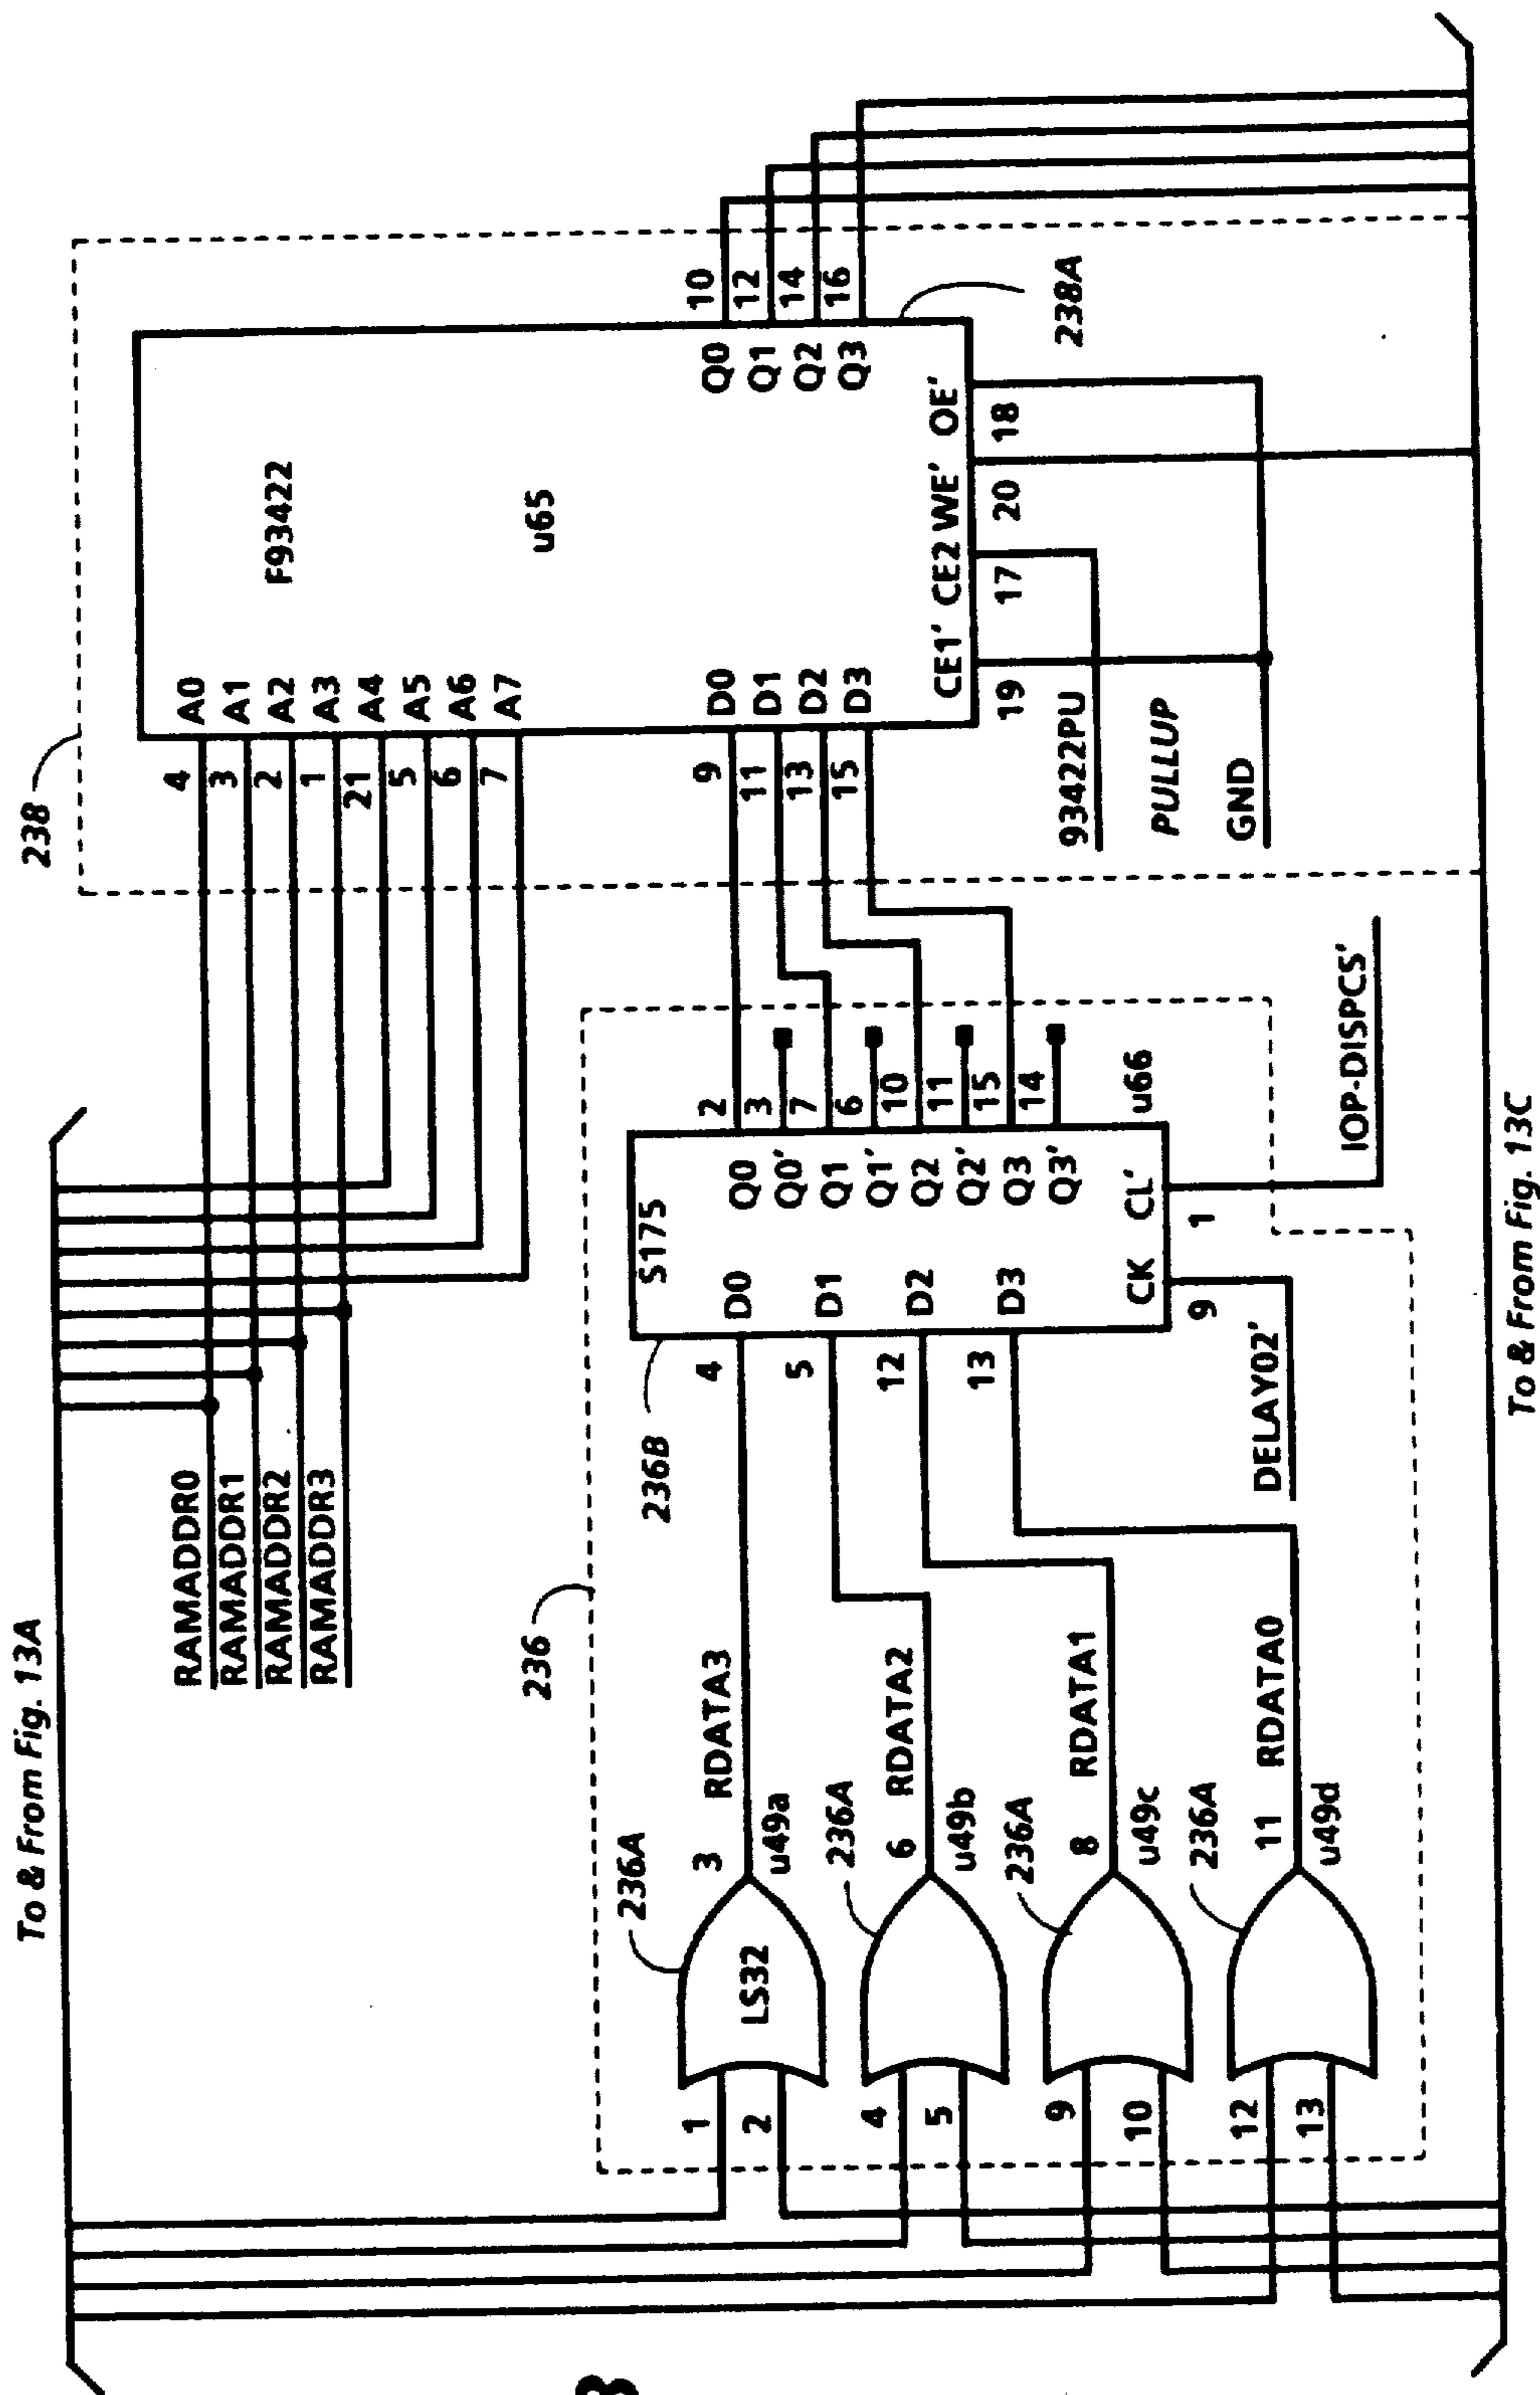 To & From Fig. 13A
RAMADDR0
RAMADDR1
RAMADDR2
RAMADDR3
238
F93422
u65
A0
A1
A2
A3
A4
A5
A6
A7
4
3
2
1
21
5
6
7
D0
D1
D2
D3
9
11
13
15
Q0
Q1
Q2
Q3
10
12
14
16
238A
CE1' CE2 WE' OE'
19 17 20 18
93422PU
PULLUP
GND
236
236A
LS32
1
2
3
RDATA3
u49a
236A
4
5
6
RDATA2
u49b
236A
9
10
8
RDATA1
u49c
236A
12
13
11
RDATA0
u49d
236B
S175
4
5
12
13
D0
D1
D2
D3
Q0
Q0'
Q1
Q1'
Q2
Q2'
Q3
Q3'
2
3
7
6
10
11
15
14
u66
CK CL'
9 1
DELAY02'
IOP-DISPCS'
To & From Fig. 13C